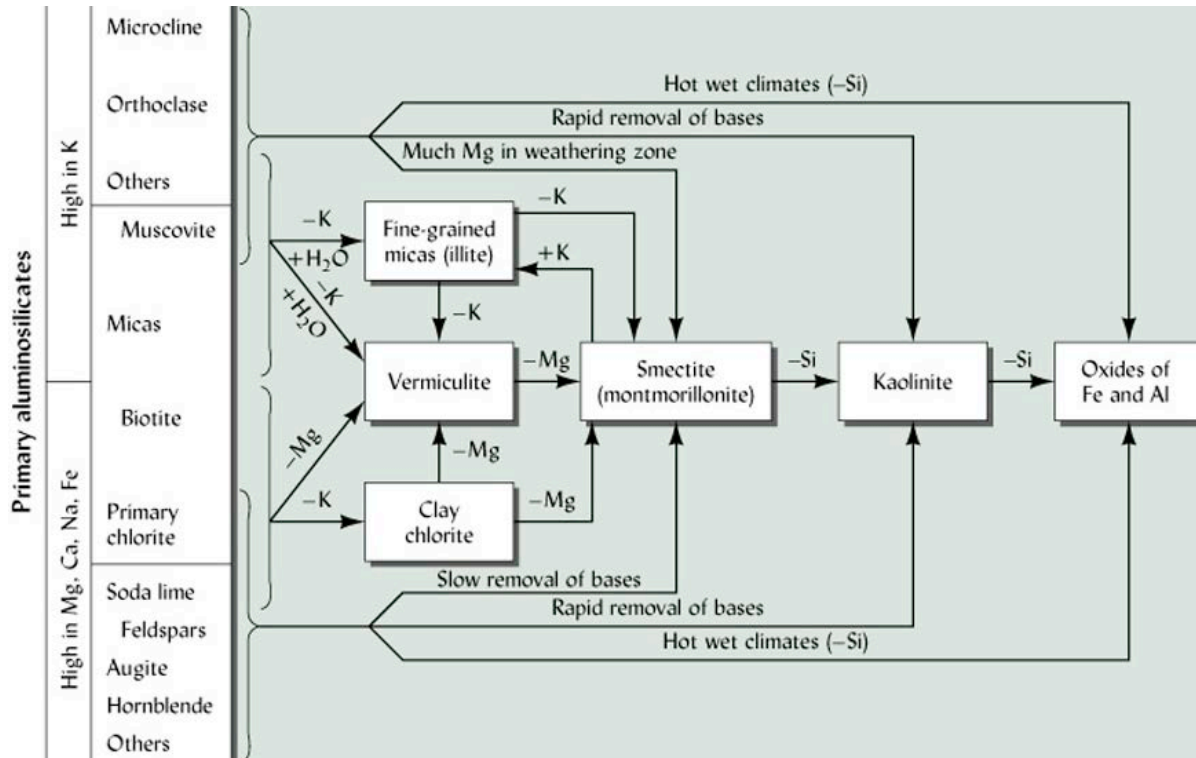 Primary aluminosilicates
High in K
High in Mg, Ca, Na, Fe
Microcline
Orthoclase
Others
Muscovite
Micas
Biotite
Primary
chlorite
Soda lime
Feldspars
Augite
Hornblende
Others
Hot wet climates (–Si)
Rapid removal of bases
Much Mg in weathering zone
–K
+H₂O
–K
+H₂O
Fine-grained
micas (illite)
–K
+K
–K
Vermiculite
–Mg
Smectite
(montmorillonite)
–Si
Kaolinite
–Si
Oxides of
Fe and Al
–Mg
–K
–Mg
Clay
chlorite
–Mg
Slow removal of bases
Rapid removal of bases
Hot wet climates (–Si)